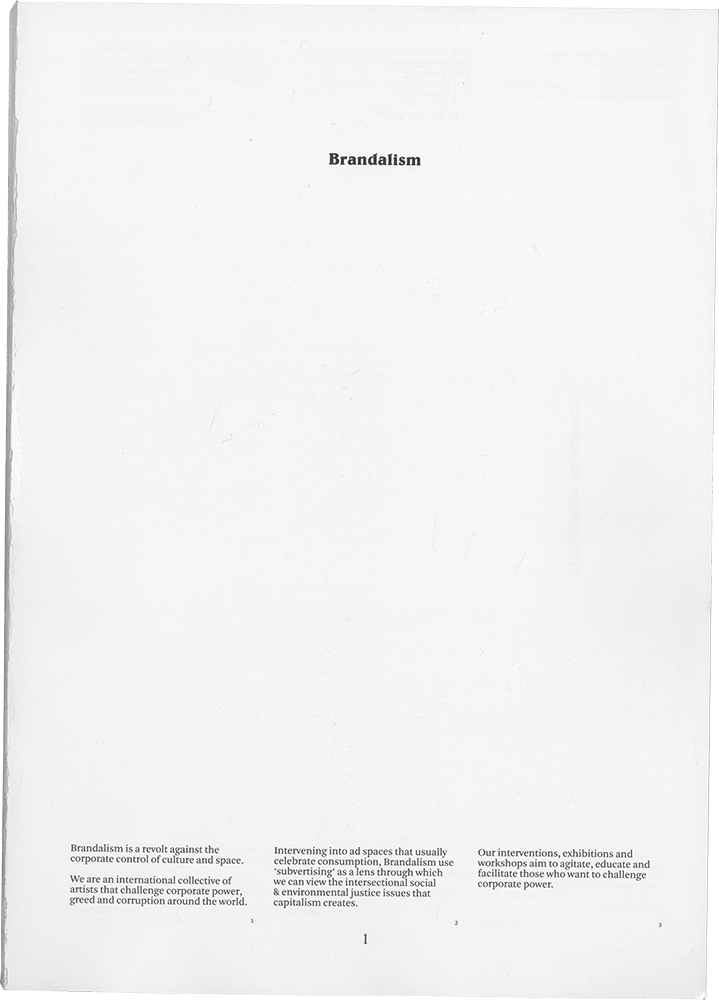 Brandalism
Brandalism is a revolt against the
corporate control of culture and space.
We are an international collective of
artists that challenge corporate power,
greed and corruption around the world.
1
Intervening into ad spaces that usually
celebrate consumption, Brandalism use
‘subvertising’ as a lens through which
we can view the intersectional social
& environmental justice issues that
capitalism creates.
2
Our interventions, exhibitions and
workshops aim to agitate, educate and
facilitate those who want to challenge
corporate power.
3
1